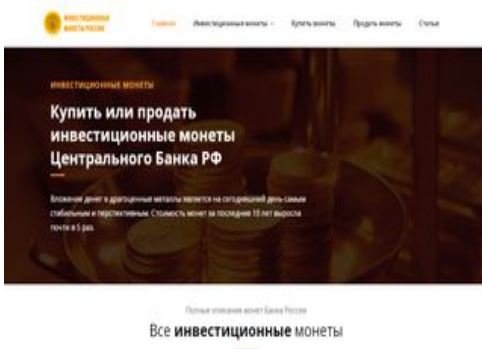 ИНВЕСТИЦИОННЫЕ
МОНЕТЫ РОССИИ
Главная Инвестиционные монеты Купить монеты Продать монеты Статьи
ИНВЕСТИЦИОННЫЕ МОНЕТЫ
Купить или продать
инвестиционные монеты
Центрального Банка РФ
Вложение денег в драгоценные металлы является на сегодняшний день самым
стабильным и перспективным. Стоимость монет за последние 10 лет выросла
почти в 5 раз.
Полные описания монет Банка России
Все инвестиционные монеты